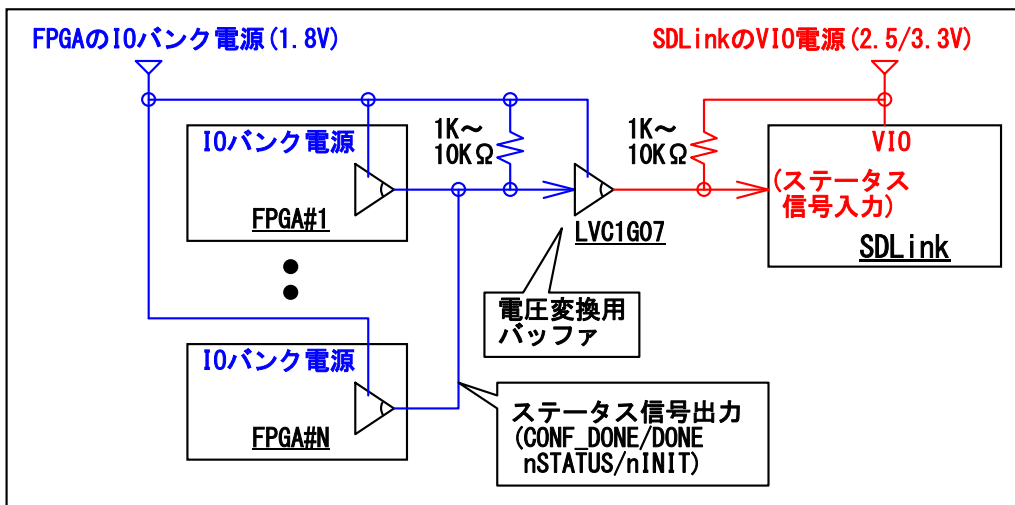 FPGAのIOバンク電源(1.8V)
SDLinkのVIO電源(2.5/3.3V)
IOバンク電源
FPGA#1
1K～
10KΩ
LVC1G07
1K～
10KΩ
VIO
(ステータス
信号入力)
SDLink
電圧変換用
バッファ
IOバンク電源
FPGA#N
ステータス信号出力
(CONF_DONE/DONE
nSTATUS/nINIT)